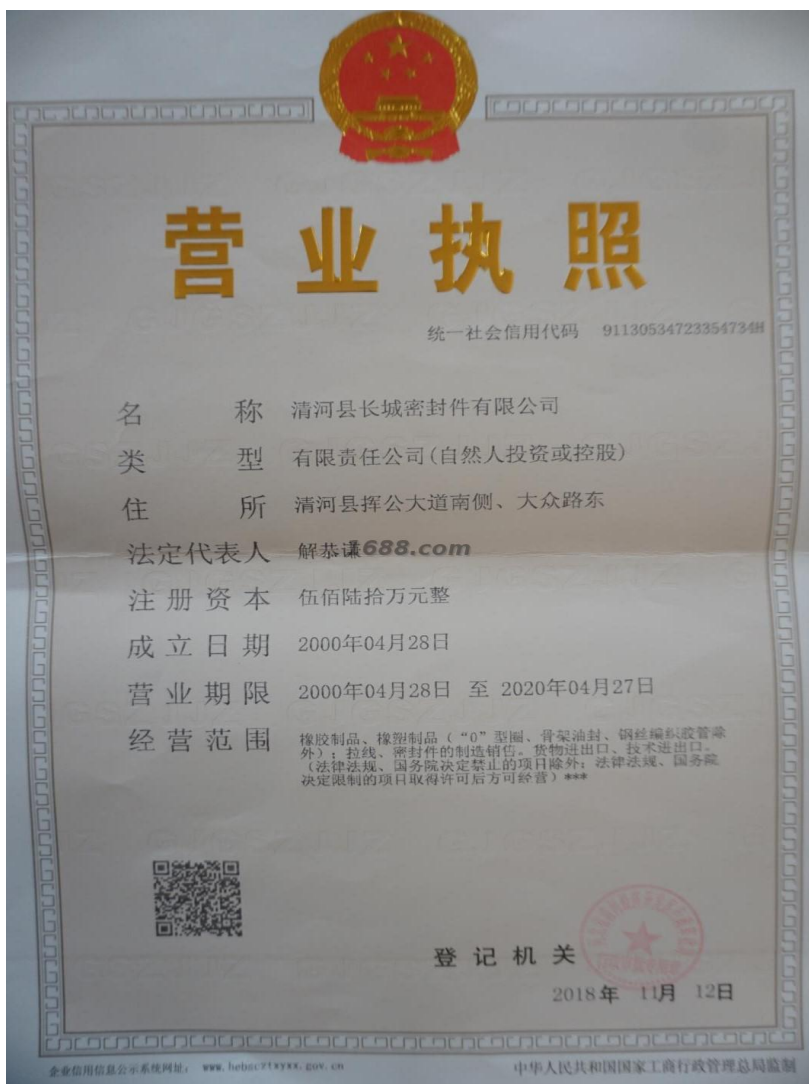 营业执照
统一社会信用代码 91130534723354734H
名称 清河县长城密封件有限公司
类型 有限责任公司(自然人投资或控股)
住所 清河县挥公大道南侧、大众路东
法定代表人 解恭谦
1688.com
注册资本 伍佰陆拾万元整
成立日期 2000年04月28日
营业期限 2000年04月28日 至 2020年04月27日
经营范围 橡胶制品、橡塑制品(“O”型圈、骨架油封、钢丝编织胶管除
外);拉线、密封件的制造销售。货物进出口、技术进出口。
(法律法规、国务院决定禁止的项目除外;法律法规、国务院
决定限制的项目取得许可后方可经营)***
登记机关
2018年 11月 12日
企业信用信息公示系统网址: www.hebscztxyxx.gov.cn
中华人民共和国国家工商行政管理总局监制